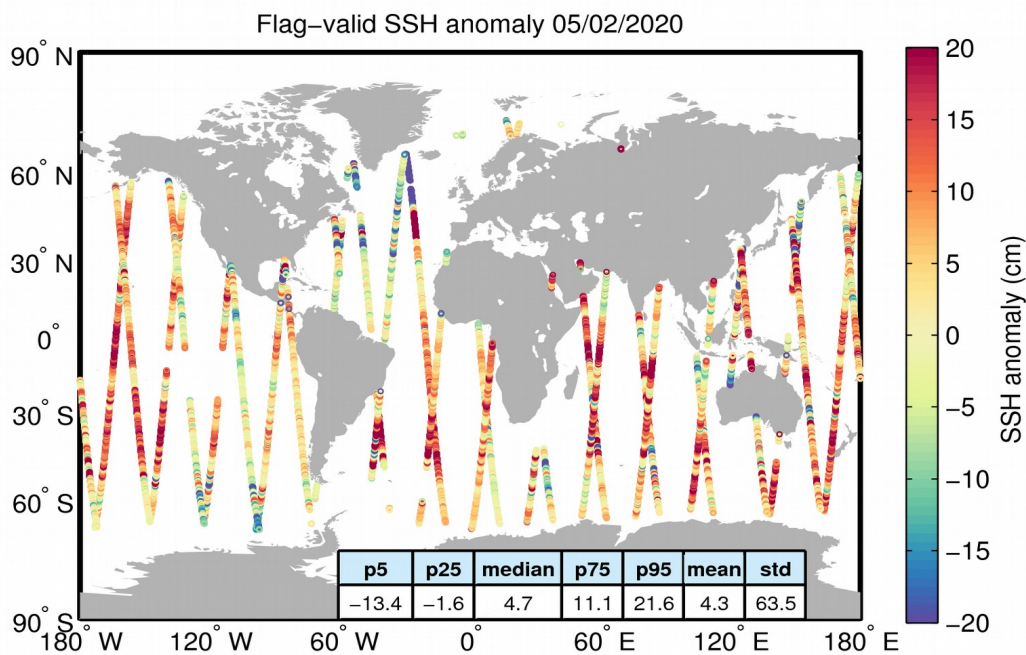 Flag−valid SSH anomaly 05/02/2020
90° N
60° N
30° N
0°
30° S
60° S
90° S
180° W
120° W
60° W
0°
60° E
120° E
180° E
p5 p25 median p75 p95 mean std
−13.4 −1.6 4.7 11.1 21.6 4.3 63.5
20
15
10
5
0
−5
−10
−15
−20
SSH anomaly (cm)